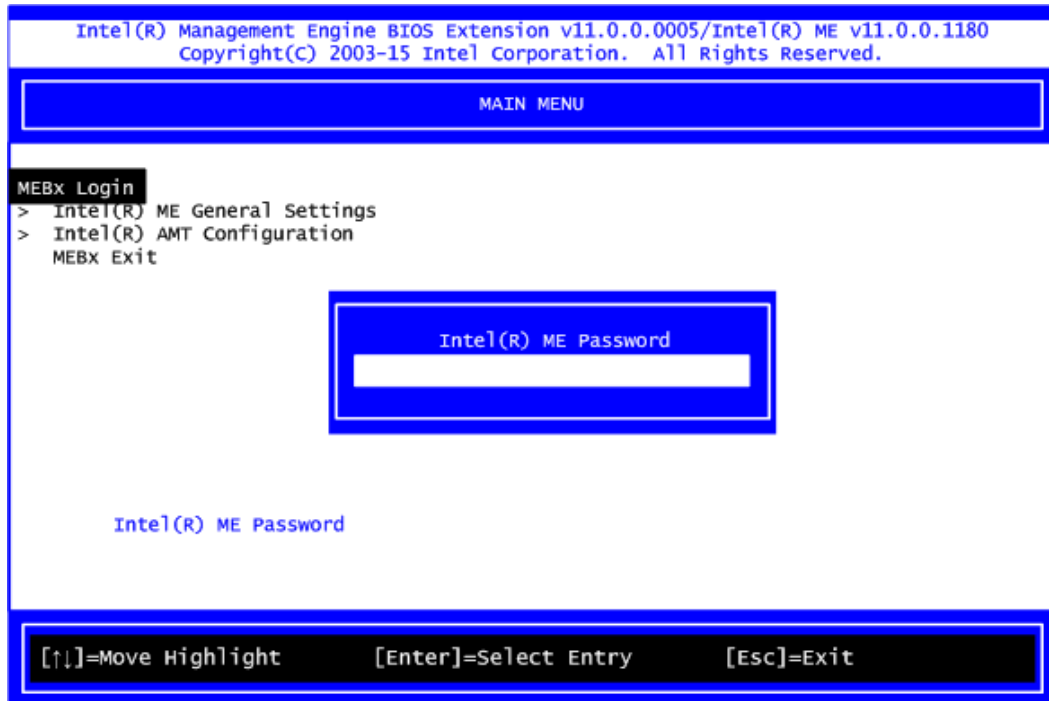 Intel(R) Management Engine BIOS Extension v11.0.0.0005/Intel(R) ME v11.0.0.1180
Copyright(C) 2003-15 Intel Corporation. All Rights Reserved.
MAIN MENU
MEBx Login
> Intel(R) ME General Settings
> Intel(R) AMT Configuration
MEBx Exit
Intel(R) ME Password
Intel(R) ME Password
[↑↓]=Move Highlight [Enter]=Select Entry [Esc]=Exit